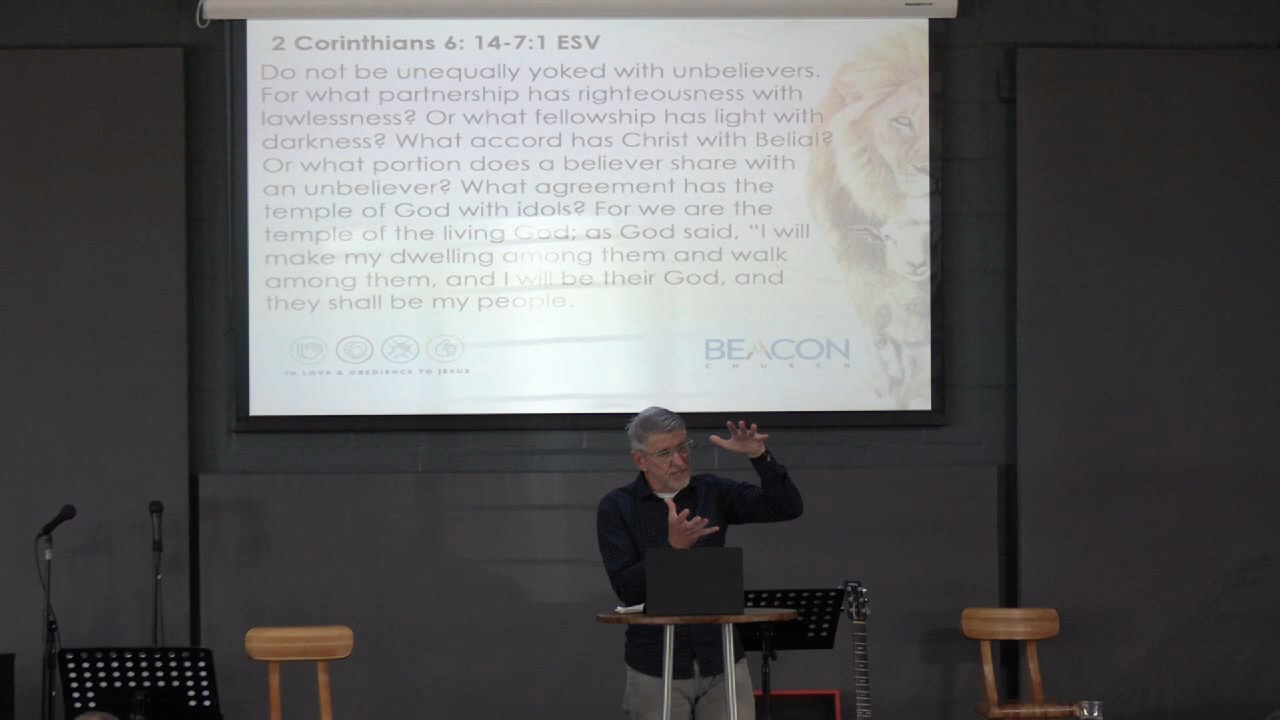 2 Corinthians 6: 14-7:1 ESV
Do not be unequally yoked with unbelievers.
For what partnership has righteousness with
lawlessness? Or what fellowship has light with
darkness? What accord has Christ with Belial?
Or what portion does a believer share with
an unbeliever? What agreement has the
temple of God with idols? For we are the
temple of the living God; as God said, “I will
make my dwelling among them and walk
among them, and I will be their God, and
they shall be my people.
IN LOVE & OBEDIENCE TO JESUS
BEACON
CHURCH